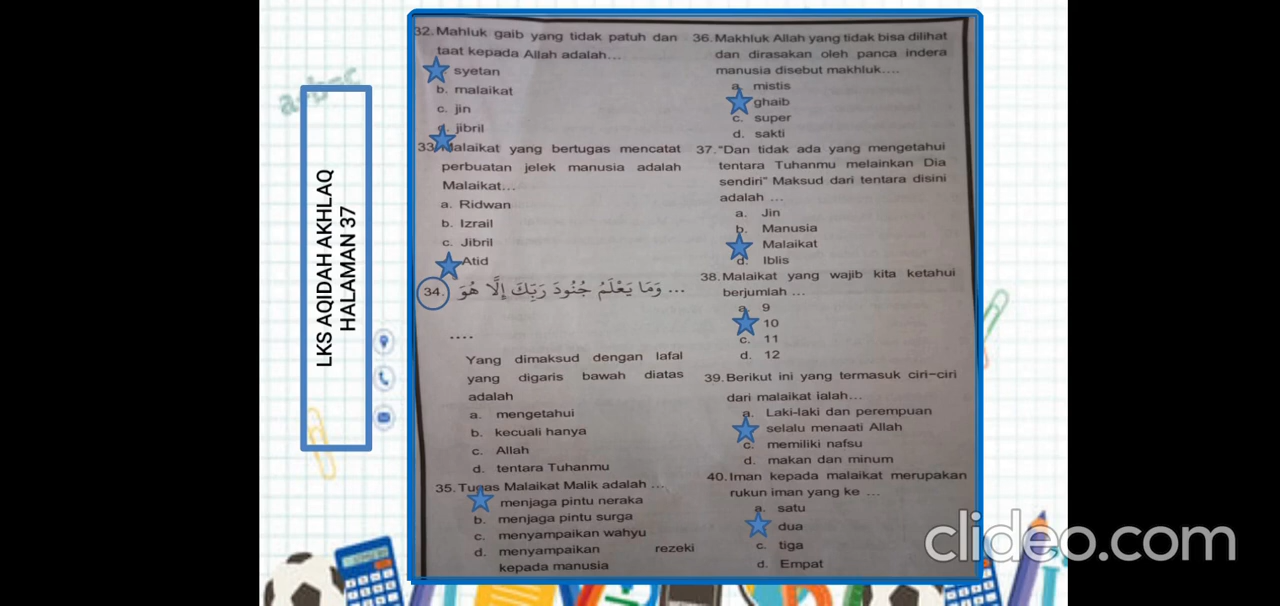 LKS AQIDAH AKHLAQ
HALAMAN 37
32. Mahluk gaib yang tidak patuh dan
taat kepada Allah adalah...
syetan
b. malaikat
c. jin
d. jibril
33. Malaikat yang bertugas mencatat
perbuatan jelek manusia adalah
Malaikat...
a. Ridwan
b. Izrail
c. Jibril
Atid
34. وَمَا يَعْلَمُ جُنُودَ رَبِّكَ إِلَّا هُوَ ...
....
Yang dimaksud dengan lafal
yang digaris bawah diatas
adalah
a. mengetahui
b. kecuali hanya
c. Allah
d. tentara Tuhanmu
35. Tugas Malaikat Malik adalah ...
menjaga pintu neraka
b. menjaga pintu surga
c. menyampaikan wahyu
d. menyampaikan rezeki
kepada manusia
36. Makhluk Allah yang tidak bisa dilihat
dan dirasakan oleh panca indera
manusia disebut makhluk....
a. mistis
ghaib
c. super
d. sakti
37. "Dan tidak ada yang mengetahui
tentara Tuhanmu melainkan Dia
sendiri" Maksud dari tentara disini
adalah ...
a. Jin
b. Manusia
Malaikat
d. Iblis
38. Malaikat yang wajib kita ketahui
berjumlah ...
a. 9
10
c. 11
d. 12
39. Berikut ini yang termasuk ciri-ciri
dari malaikat ialah...
a. Laki-laki dan perempuan
selalu menaati Allah
c. memiliki nafsu
d. makan dan minum
40. Iman kepada malaikat merupakan
rukun iman yang ke ...
a. satu
dua
c. tiga
d. Empat
clideo.com